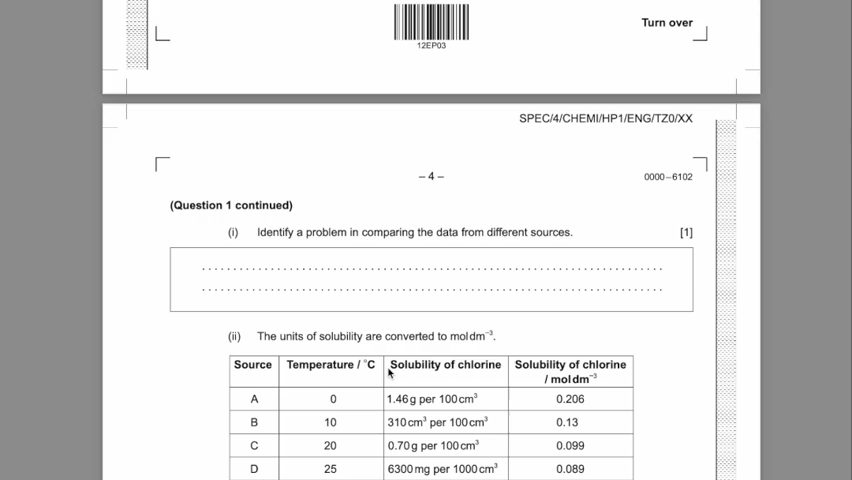 Turn over
12EP03
SPEC/4/CHEMI/HP1/ENG/TZ0/XX
– 4 –
0000–6102
(Question 1 continued)
(i) Identify a problem in comparing the data from different sources. [1]
(ii) The units of solubility are converted to mol dm⁻³.
Source Temperature / °C Solubility of chlorine Solubility of chlorine / mol dm⁻³
A 0 1.46 g per 100 cm³ 0.206
B 10 310 cm³ per 100 cm³ 0.13
C 20 0.70 g per 100 cm³ 0.099
D 25 6300 mg per 1000 cm³ 0.089